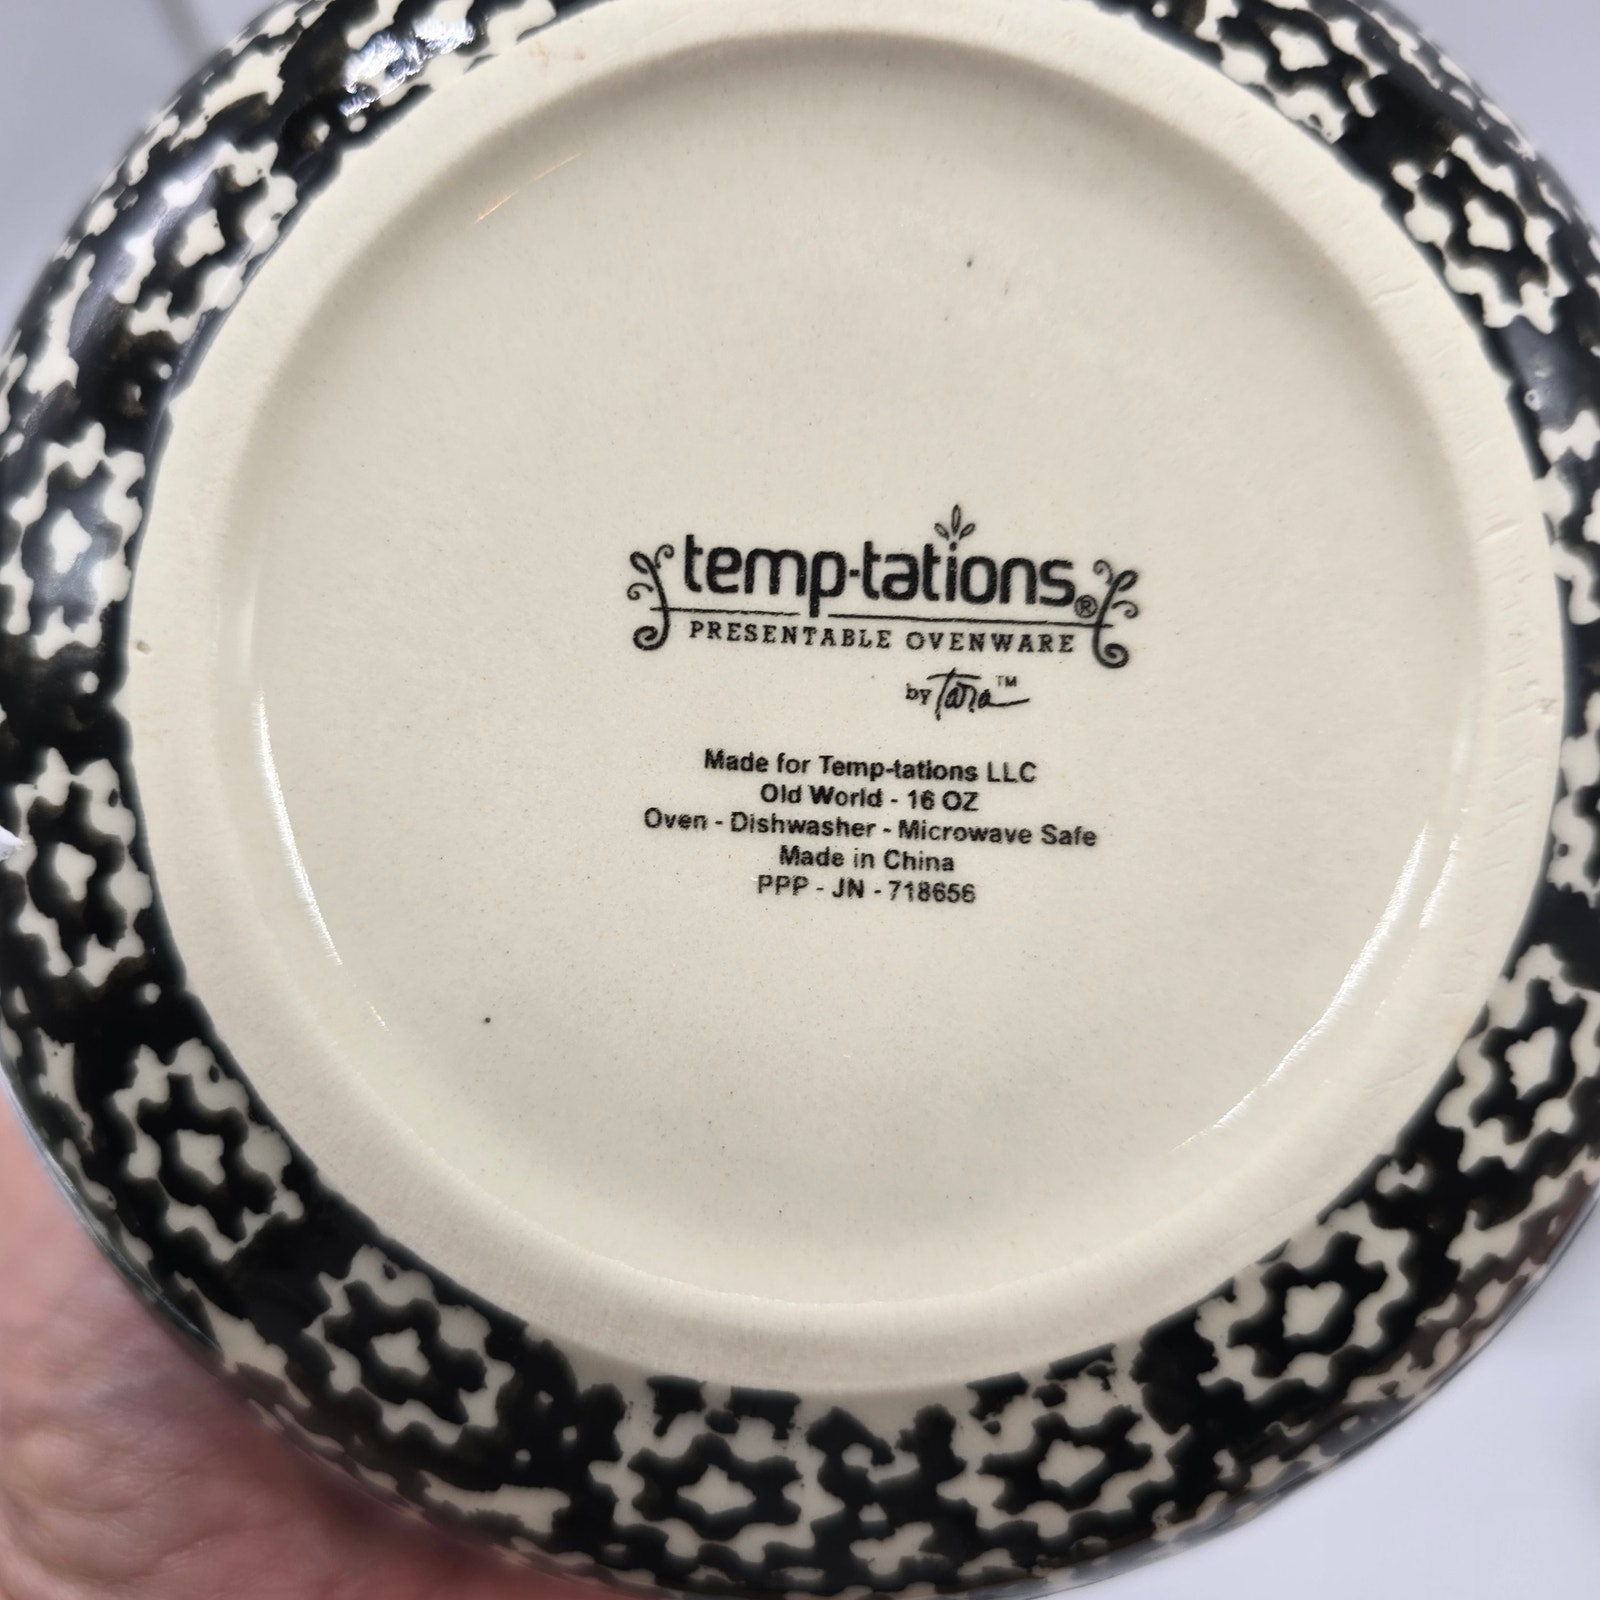 temp-tations®
PRESENTABLE OVENWARE
by Tara™
Made for Temp-tations LLC
Old World - 16 OZ
Oven - Dishwasher - Microwave Safe
Made in China
PPP - JN - 718656